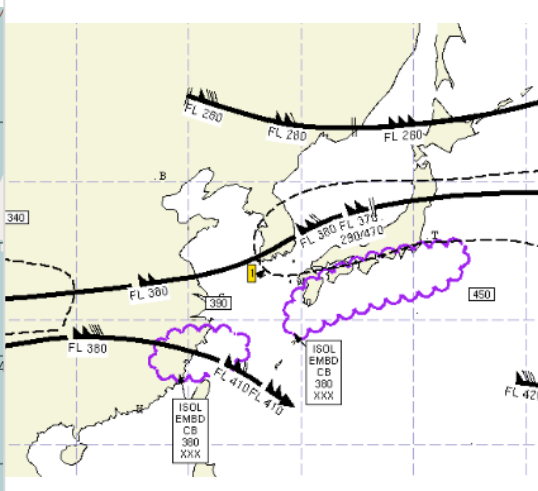 FL 280
FL 280
FL 280
B
340
FL 380
FL 370
290/470
T
1
FL 380
390
450
FL 380
ISOL
EMBD
CB
380
XXX
FL 410
FL 410
FL 420
H
ISOL
EMBD
CB
380
XXX